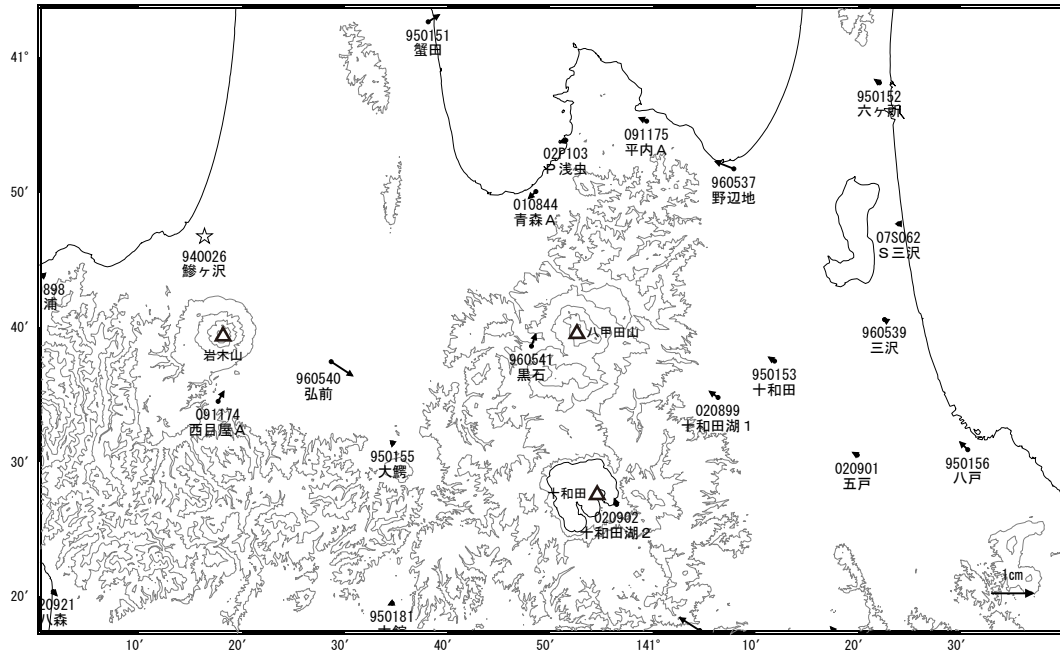 950151
蟹田
41°
950152
六ヶ所
091175
平内A
02P103
P浅虫
960537
野辺地
50′
010844
青森A
07S062
S三沢
940026
鰺ヶ沢
898
浦
40′
八甲田山
岩木山
960539
三沢
960541
黒石
960540
弘前
950153
十和田
091174
西目屋A
020899
十和田湖1
30′
950155
大鰐
020901
五戸
950156
八戸
十和田
020902
十和田湖2
1cm
20′
20921
八森
950181
10′
20′
30′
40′
50′
141°
10′
20′
30′